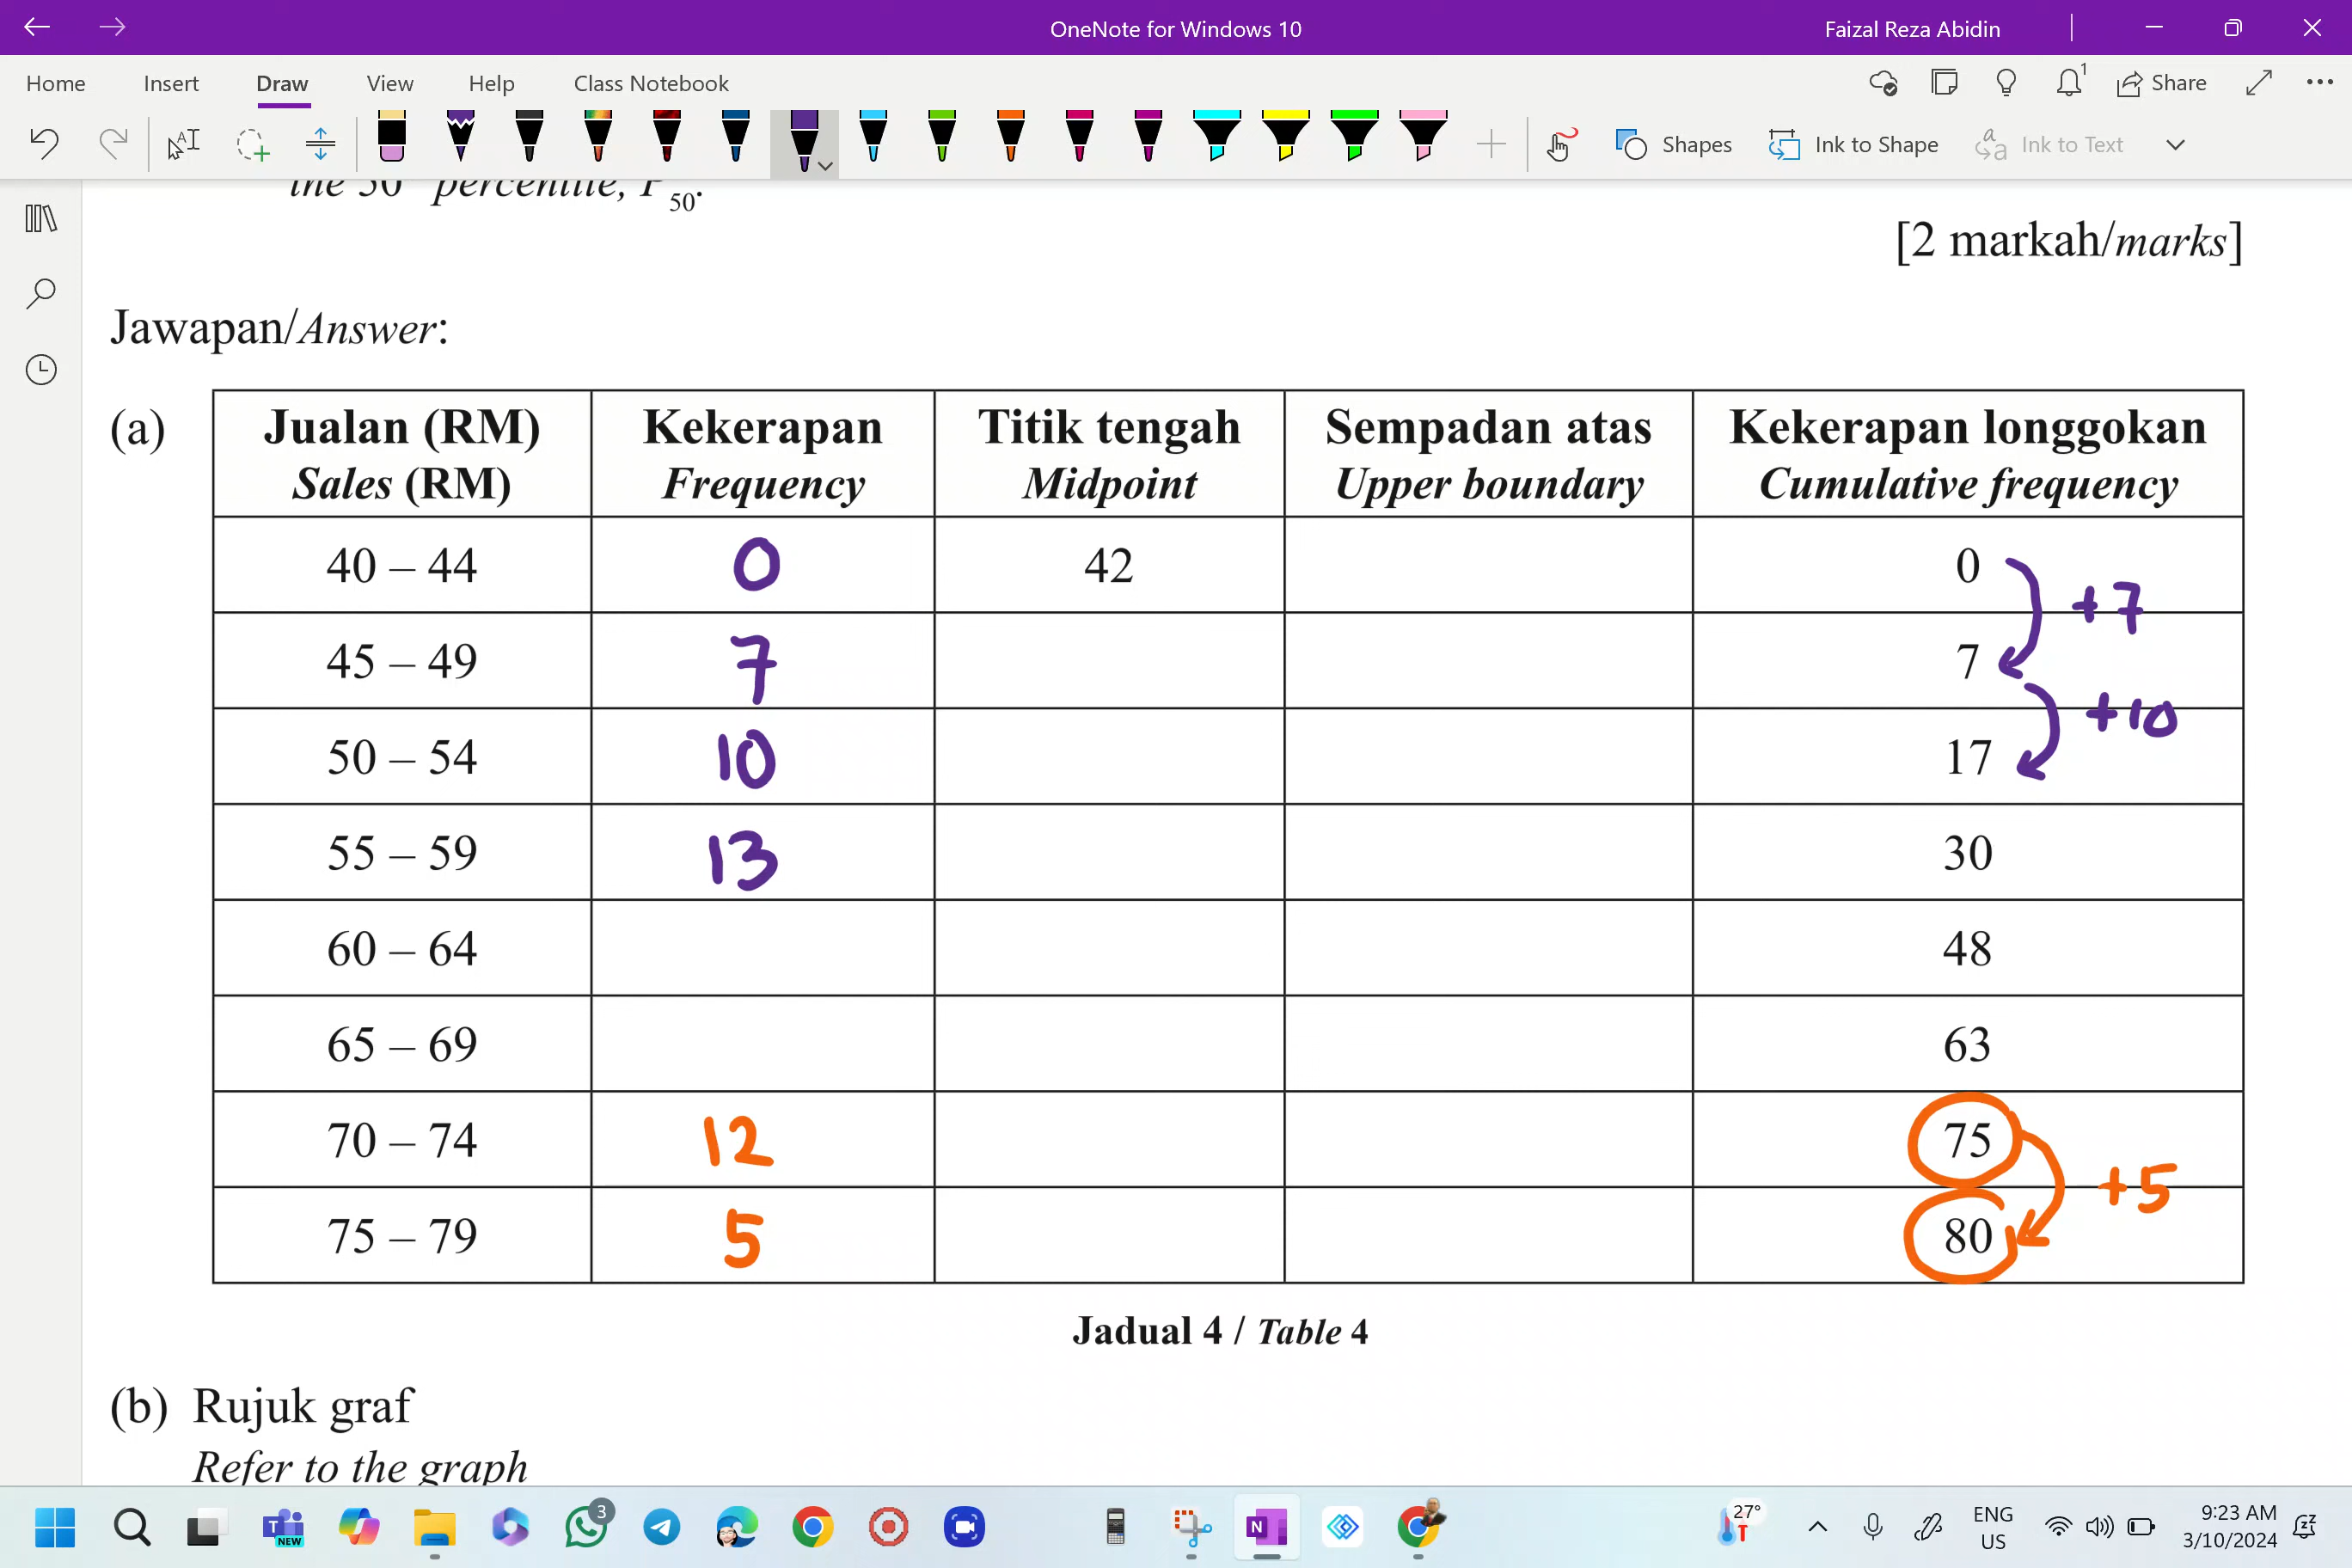 OneNote for Windows 10
Faizal Reza Abidin
Home Insert Draw View Help Class Notebook
1
Share
Shapes
Ink to Shape
Ink to Text
percentile, P50.
[2 markah/marks]
Jawapan/Answer:
(a)
Jualan (RM) Kekerapan Titik tengah Sempadan atas Kekerapan longgokan
Sales (RM) Frequency Midpoint Upper boundary Cumulative frequency
40 – 44 0 42 0
+7
45 – 49 7 7
+10
50 – 54 10 17
55 – 59 13 30
60 – 64 48
65 – 69 63
70 – 74 12 75
+5
75 – 79 5 80
Jadual 4 / Table 4
(b) Rujuk graf
Refer to the graph
NEW
3
27°
ENG
US
9:23 AM
3/10/2024